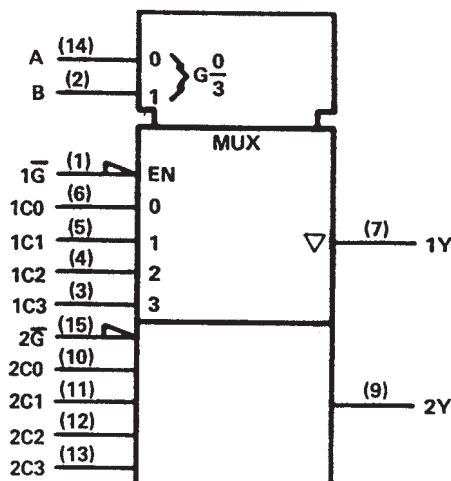 A (14) 0
B (2) 1
G 0/3
MUX
1G̅ (1) EN
1C0 (6) 0
1C1 (5) 1
1C2 (4) 2
1C3 (3) 3
▽ (7) 1Y
2G̅ (15)
2C0 (10)
2C1 (11)
2C2 (12)
2C3 (13)
(9) 2Y